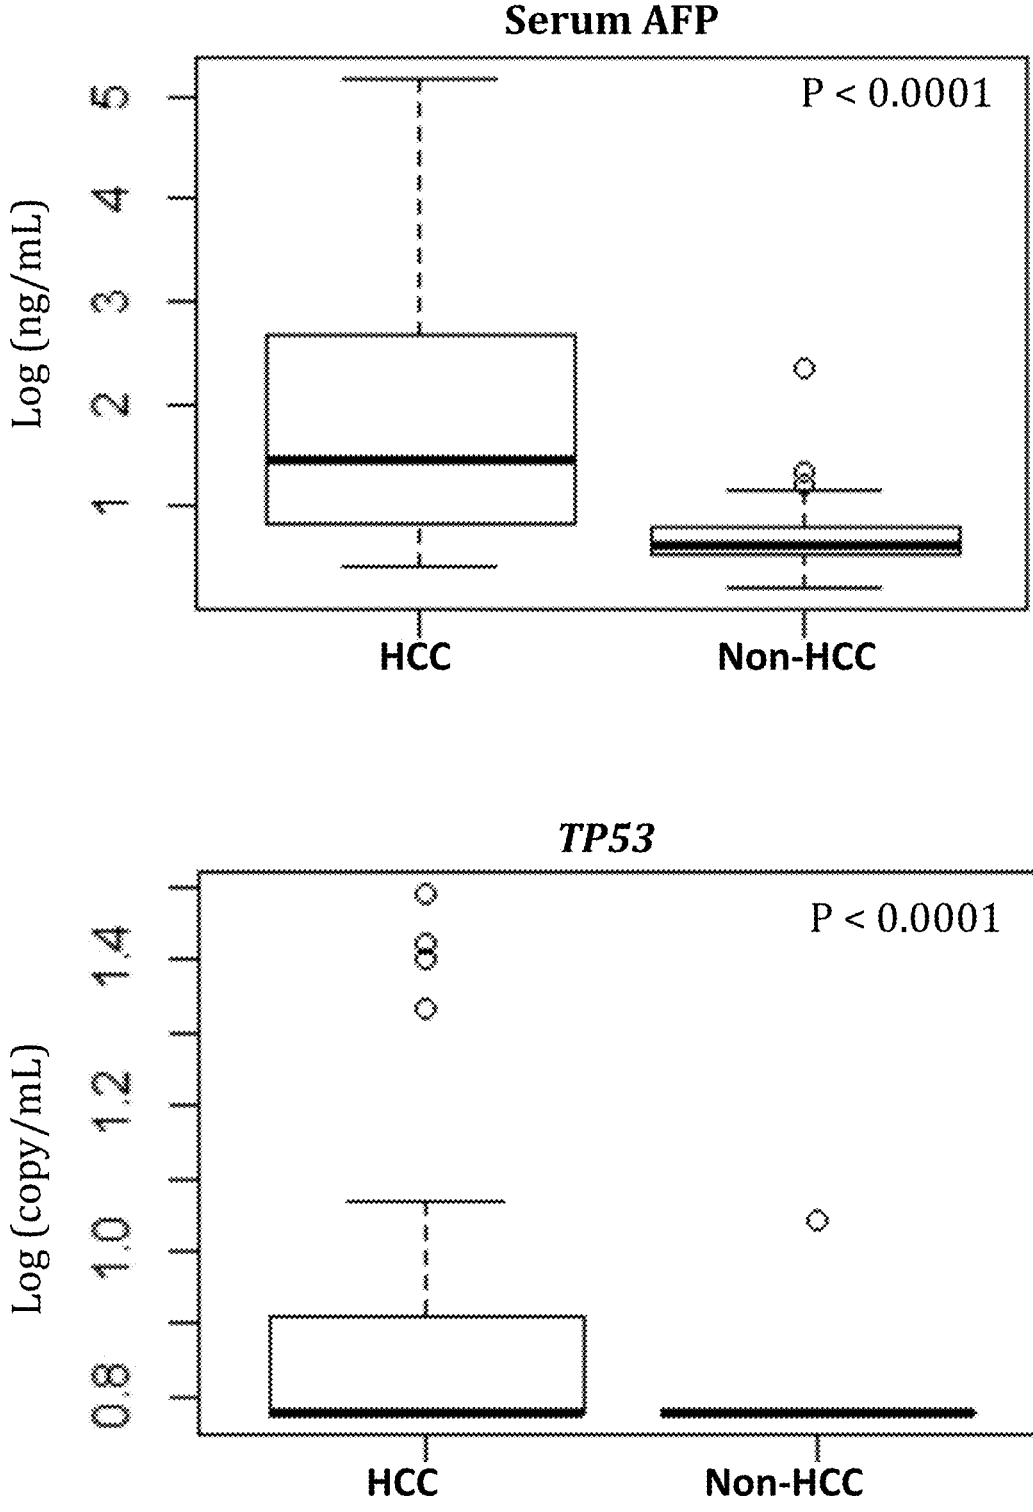 Serum AFP
P < 0.0001
Log (ng/mL)
5
4
3
2
1
HCC Non-HCC
TP53
P < 0.0001
Log (copy/mL)
1.4
1.2
1.0
0.8
HCC Non-HCC